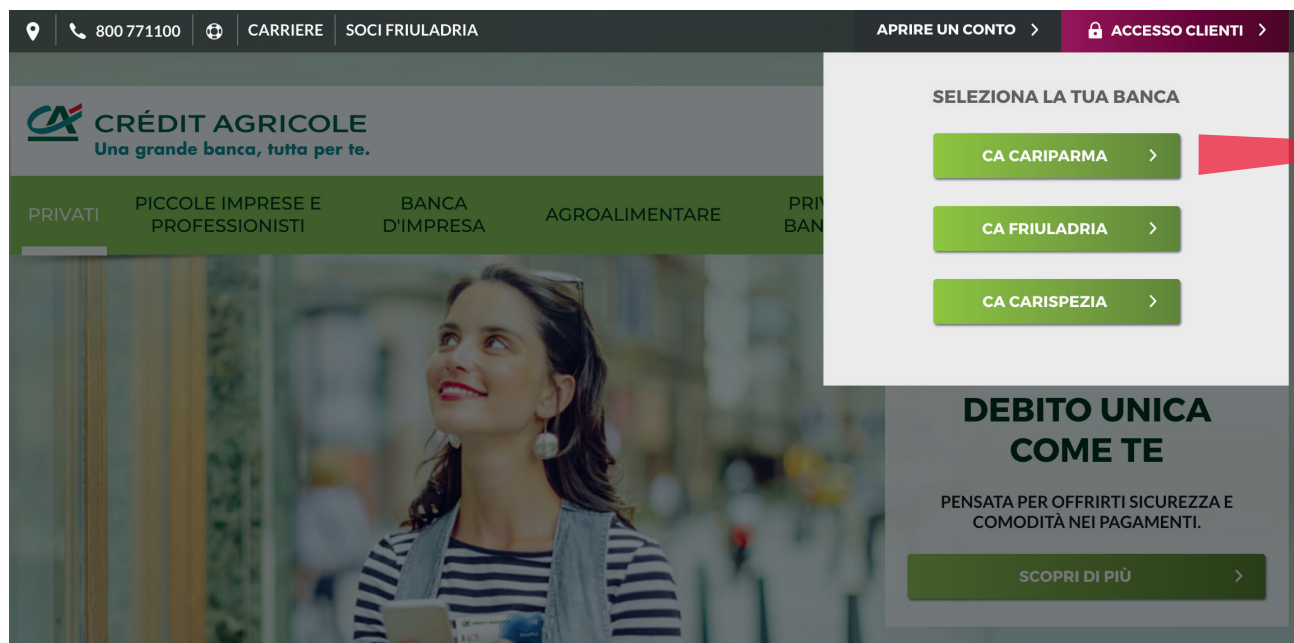 800 771100
CARRIERE
SOCI FRIULADRIA
APRIRE UN CONTO
ACCESSO CLIENTI
SELEZIONA LA TUA BANCA
CA CARIPARMA
CA FRIULADRIA
CA CARISPEZIA
CRÉDIT AGRICOLE
Una grande banca, tutta per te.
PRIVATI
PICCOLE IMPRESE E
PROFESSIONISTI
BANCA
D'IMPRESA
AGROALIMENTARE
DEBITO UNICA
COME TE
PENSATA PER OFFRIRTI SICUREZZA E
COMODITÀ NEI PAGAMENTI.
SCOPRI DI PIÙ